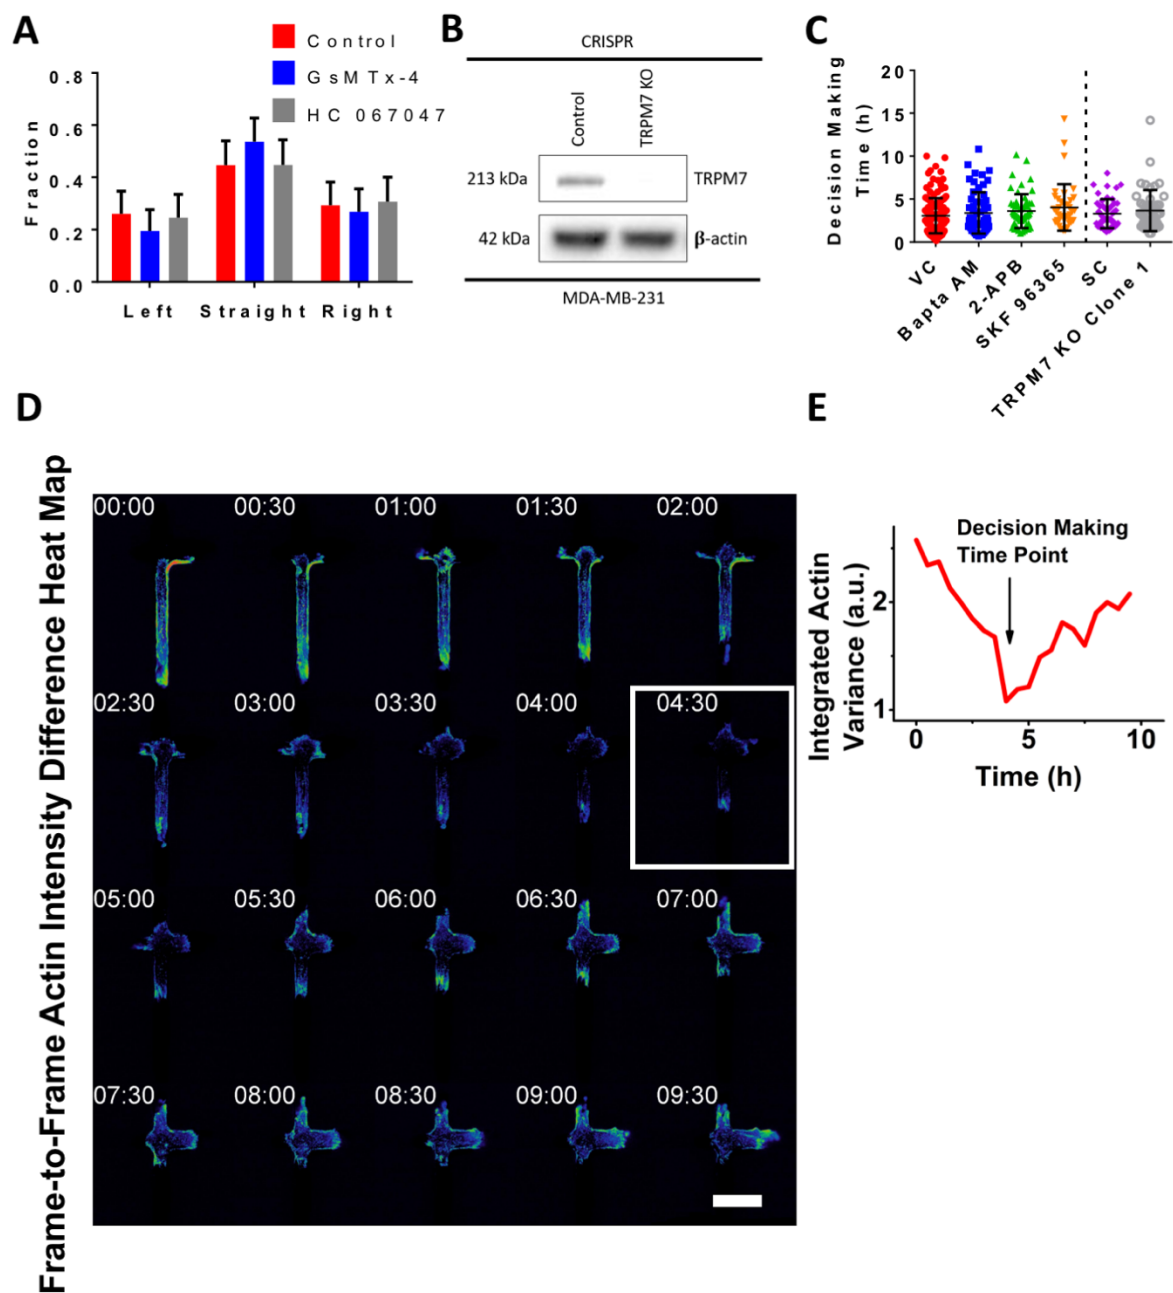 A
Control
GsMTx-4
HC 067047
0.8
0.6
0.4
0.2
0.0
Fraction
Left Straight Right
B
CRISPR
Control
TRPM7 KO
213 kDa
TRPM7
42 kDa
β-actin
MDA-MB-231
C
Decision Making
Time (h)
20
15
10
5
0
VC
Bapta AM
2-APB
SKF 96365
SC
TRPM7 KO Clone 1
D
Frame-to-Frame Actin Intensity Difference Heat Map
00:00 00:30 01:00 01:30 02:00
02:30 03:00 03:30 04:00 04:30
05:00 05:30 06:00 06:30 07:00
07:30 08:00 08:30 09:00 09:30
E
Decision Making
Time Point
Integrated Actin
Variance (a.u.)
2
1
0 5 10
Time (h)